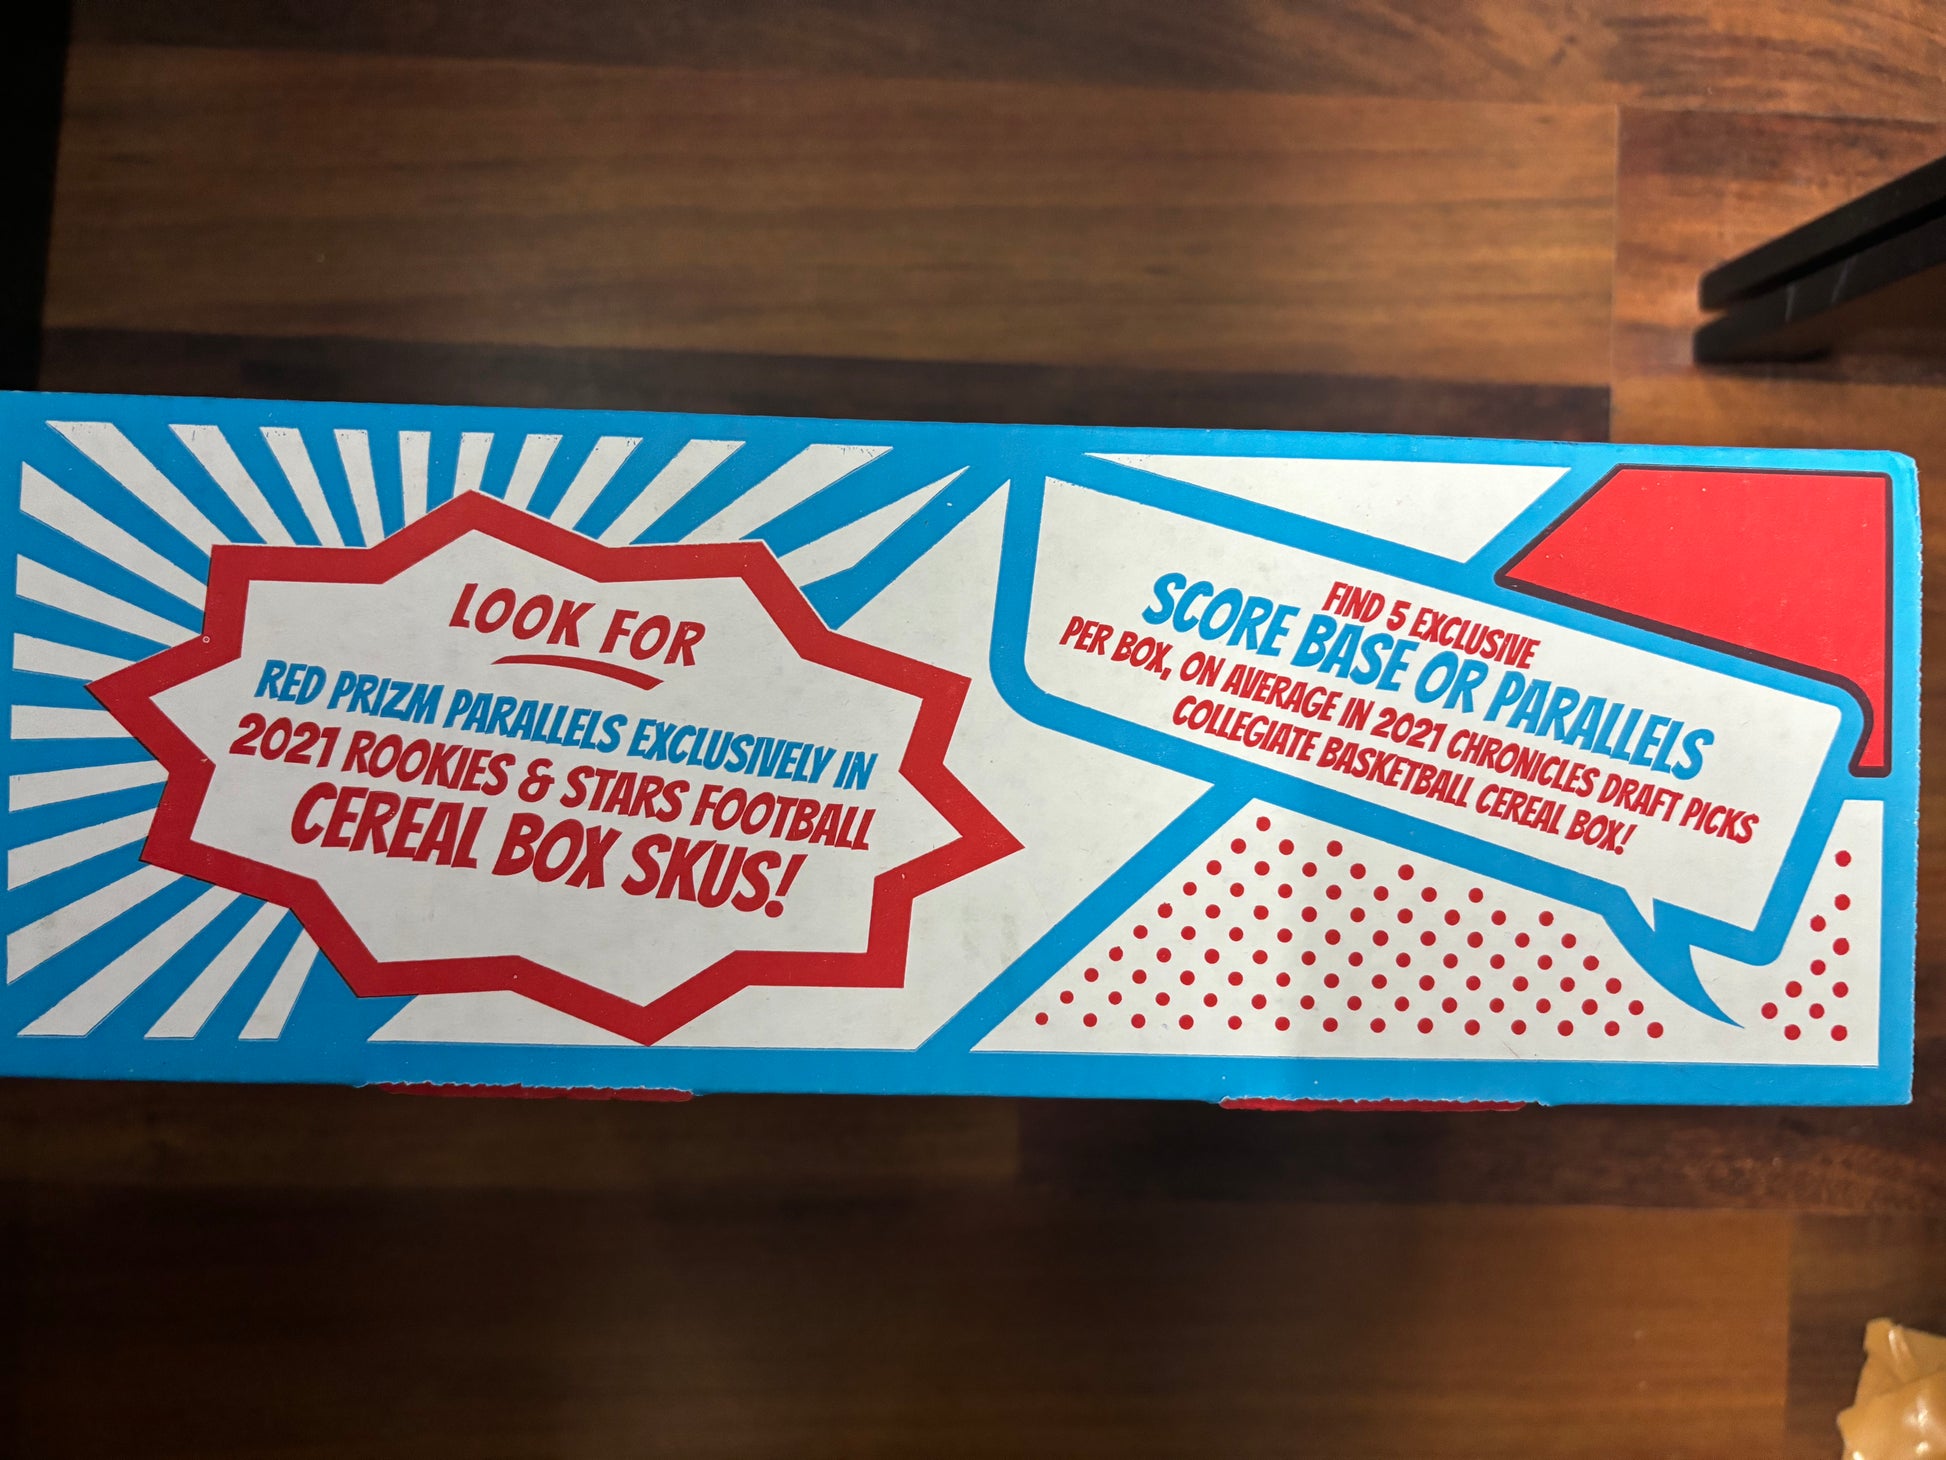 LOOK FOR
RED PRIZM PARALLELS EXCLUSIVELY IN
2021 ROOKIES & STARS FOOTBALL
CEREAL BOX SKUS!
FIND 5 EXCLUSIVE
SCORE BASE OR PARALLELS
PER BOX, ON AVERAGE IN 2021 CHRONICLES DRAFT PICKS
COLLEGIATE BASKETBALL CEREAL BOX!